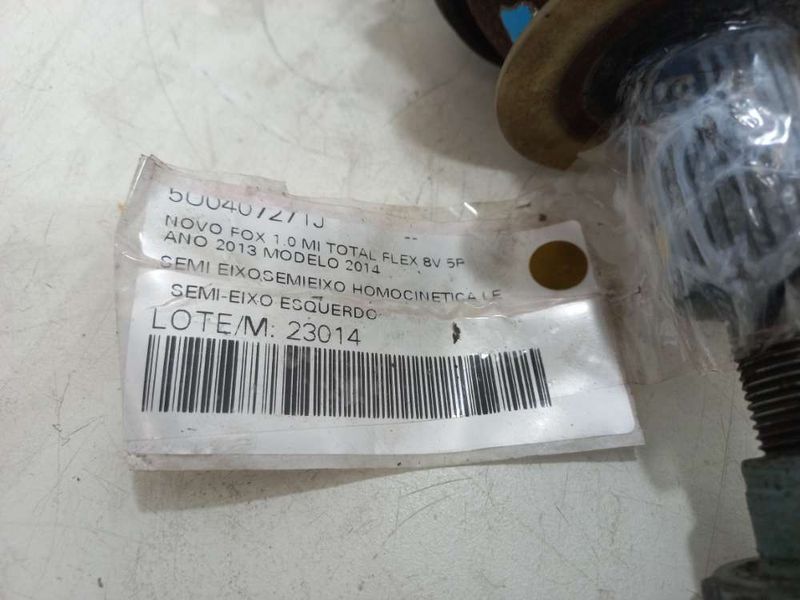 5U0407271J
NOVO FOX 1.0 MI TOTAL FLEX 8V 5P
ANO 2013 MODELO 2014
SEMI EIXOSEMIEIXO HOMOCINETICA LE
SEMI-EIXO ESQUERDO
LOTE/M: 23014